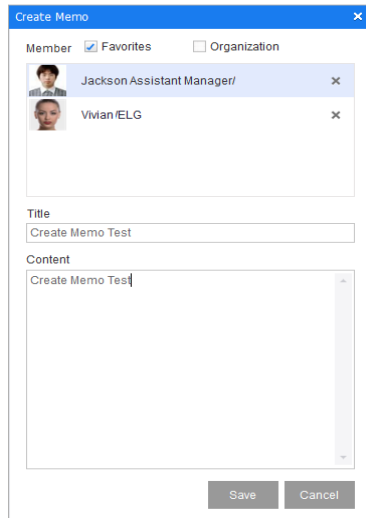 Create Memo
Member Favorites Organization
Jackson Assistant Manager/
Vivian/ELG
Title
Create Memo Test
Content
Create Memo Test
Save Cancel